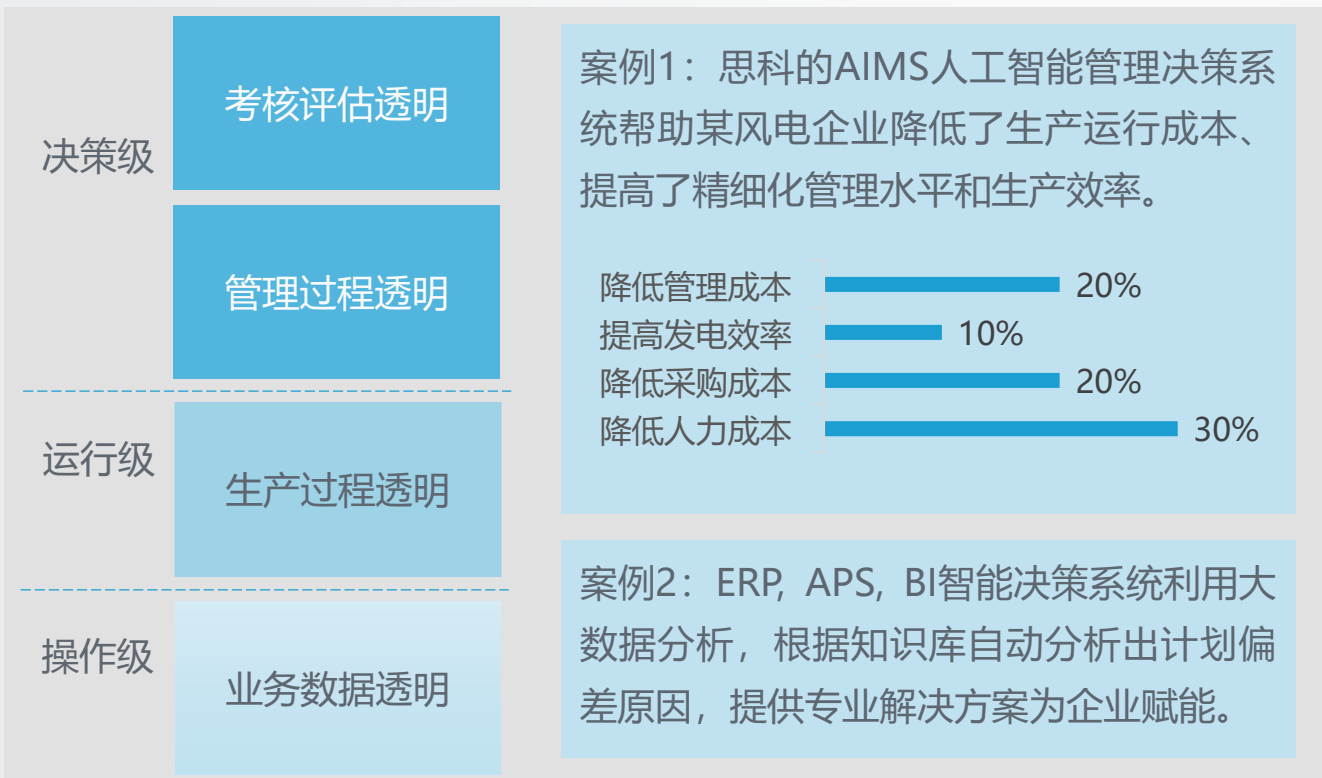 决策级
考核评估透明
管理过程透明
运行级
生产过程透明
操作级
业务数据透明
案例1：思科的AIMS人工智能管理决策系
统帮助某风电企业降低了生产运行成本、
提高了精细化管理水平和生产效率。
降低管理成本 20%
提高发电效率 10%
降低采购成本 20%
降低人力成本 30%
案例2：ERP, APS, BI智能决策系统利用大
数据分析，根据知识库自动分析出计划偏
差原因，提供专业解决方案为企业赋能。